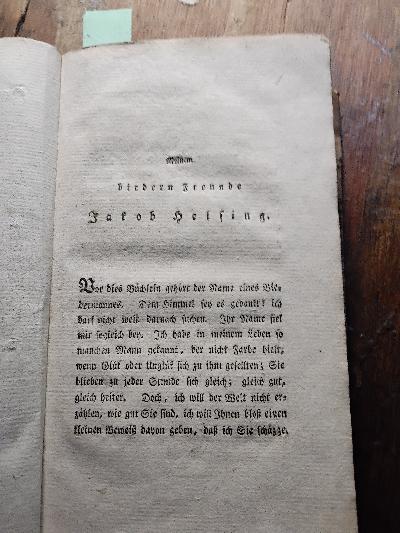 Meinem
biedern Freunde
Jakob Helfing.
Vor dies Büchlein gehört der Name eines Bie-
dermannes. Dem Himmel sey es gedankt! ich
darf nicht weit darnach suchen. Ihr Name fiel
mir sogleich bey. Ich habe in meinem Leben so
manchen Mann gekannt, der nicht Farbe hielt,
wenn Glük oder Unglük sich zu ihm gesellten; Sie
blieben zu jeder Stunde sich gleich; gleich gut,
gleich heiter. Doch, ich will der Welt nicht er-
zählen, wie gut Sie sind, ich will Ihnen bloß einen
kleinen Beweiß davon geben, daß ich Sie schäzze.